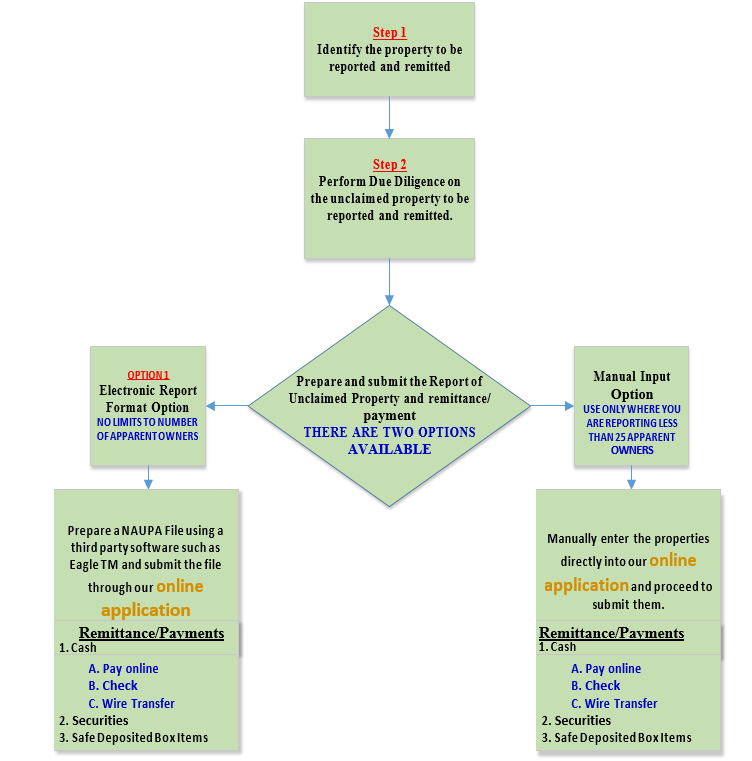 Step 1
Identify the property to be
reported and remitted
Step 2
Perform Due Diligence on
the unclaimed property to be
reported and remitted.
Prepare and submit the Report of
Unclaimed Property and remittance/
payment
THERE ARE TWO OPTIONS
AVAILABLE
OPTION 1
Electronic Report
Format Option
NO LIMITS TO NUMBER
OF APPARENT OWNERS
Manual Input
Option
USE ONLY WHERE YOU
ARE REPORTING LESS
THAN 25 APPARENT
OWNERS
Prepare a NAUPA File using a
third party software such as
Eagle TM and submit the file
through our online
application
Remittance/Payments
1. Cash
A. Pay online
B. Check
C. Wire Transfer
2. Securities
3. Safe Deposited Box Items
Manually enter the properties
directly into our online
application and proceed to
submit them.
Remittance/Payments
1. Cash
A. Pay online
B. Check
C. Wire Transfer
2. Securities
3. Safe Deposited Box Items